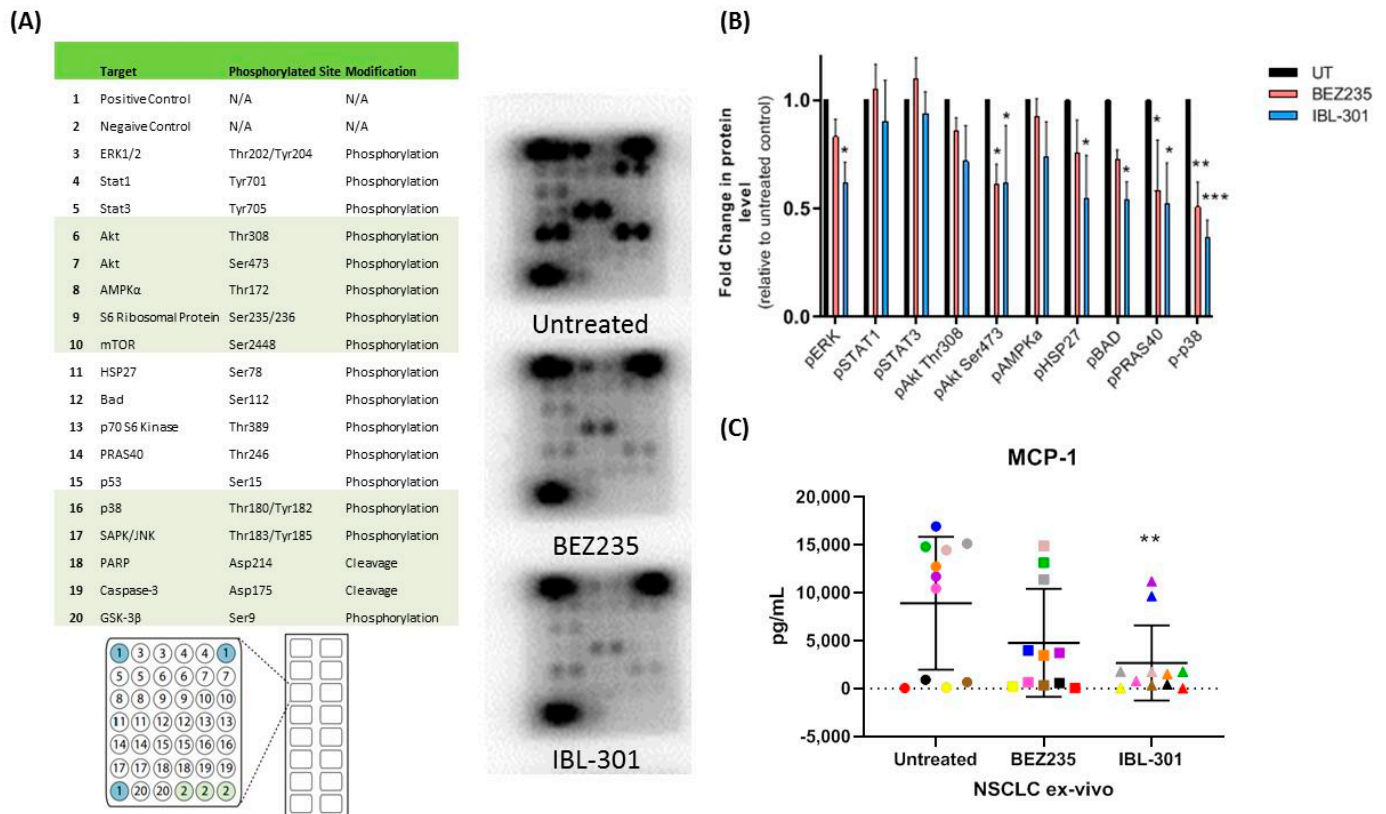 (A)
Target Phosphorylated Site Modification
1 Positive Control N/A N/A
2 Negaive Control N/A N/A
3 ERK1/2 Thr202/Tyr204 Phosphorylation
4 Stat1 Tyr701 Phosphorylation
5 Stat3 Tyr705 Phosphorylation
6 Akt Thr308 Phosphorylation
7 Akt Ser473 Phosphorylation
8 AMPKα Thr172 Phosphorylation
9 S6 Ribosomal Protein Ser235/236 Phosphorylation
10 mTOR Ser2448 Phosphorylation
11 HSP27 Ser78 Phosphorylation
12 Bad Ser112 Phosphorylation
13 p70 S6 Kinase Thr389 Phosphorylation
14 PRAS40 Thr246 Phosphorylation
15 p53 Ser15 Phosphorylation
16 p38 Thr180/Tyr182 Phosphorylation
17 SAPK/JNK Thr183/Tyr185 Phosphorylation
18 PARP Asp214 Cleavage
19 Caspase-3 Asp175 Cleavage
20 GSK-3β Ser9 Phosphorylation
1 3 3 4 4 1
5 5 6 6 7 7
8 8 9 9 10 10
11 11 12 12 13 13
14 14 15 15 16 16
17 17 18 18 19 19
1 20 20 2 2 2
Untreated
BEZ235
IBL-301
(B)
Fold Change in protein
level
(relative to untreated control)
1.0
0.5
0.0
* * * * * * * ** ***
pERK
pSTAT1
pSTAT3
pAkt Thr308
pAkt Ser473
pAMPKa
pHSP27
pBAD
pPRAS40
p-p38
UT
BEZ235
IBL-301
(C)
MCP-1
pg/mL
20,000
15,000
10,000
5,000
0
-5,000
**
Untreated BEZ235 IBL-301
NSCLC ex-vivo